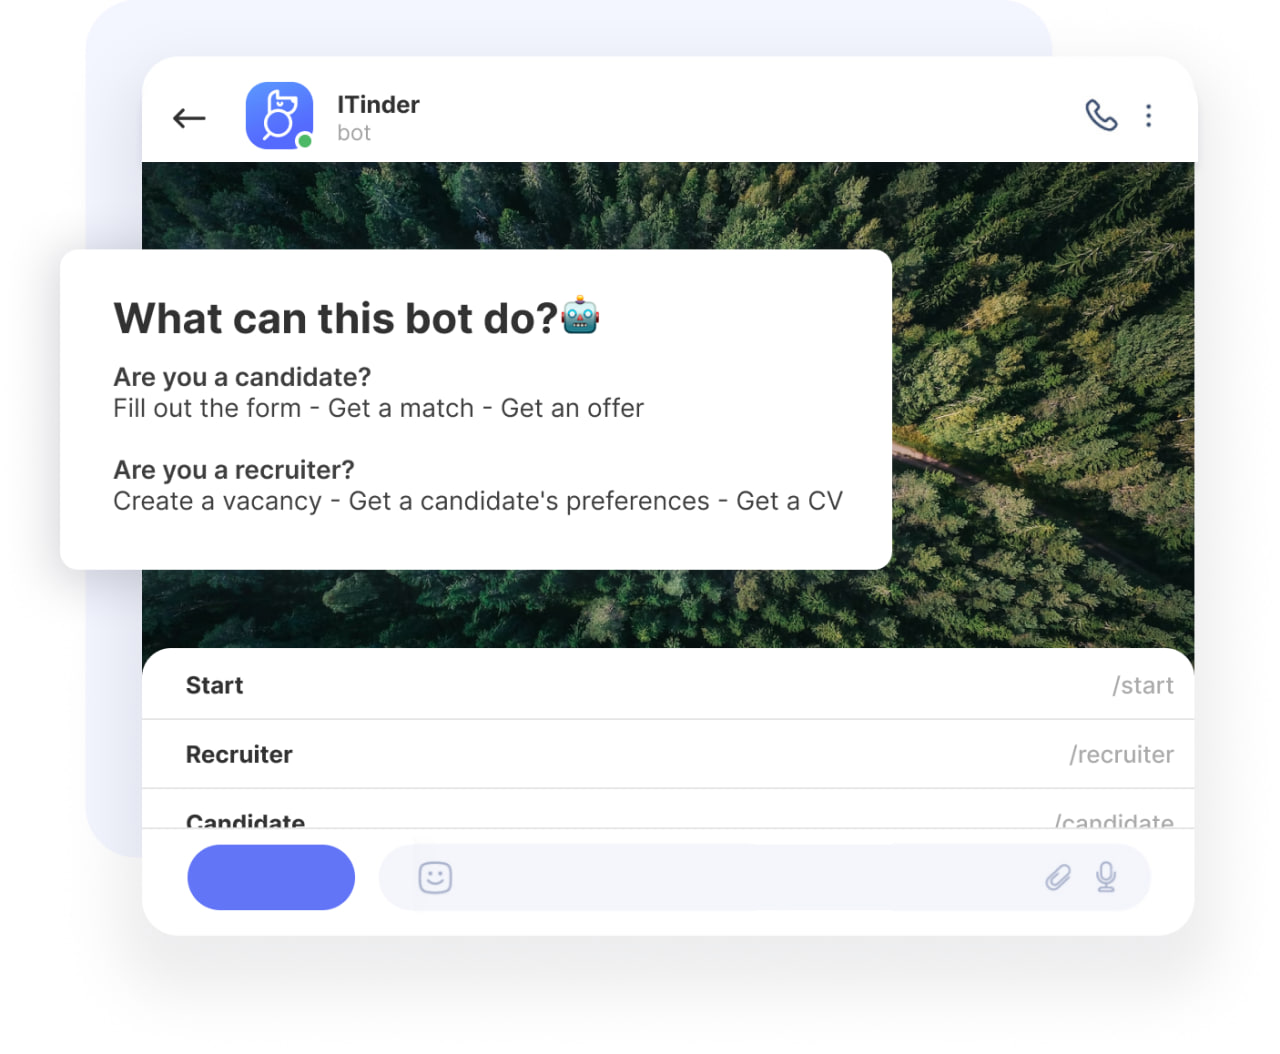 ITinder
bot
What can this bot do?🤖
Are you a candidate?
Fill out the form - Get a match - Get an offer
Are you a recruiter?
Create a vacancy - Get a candidate's preferences - Get a CV
Start /start
Recruiter /recruiter
Candidate /candidate